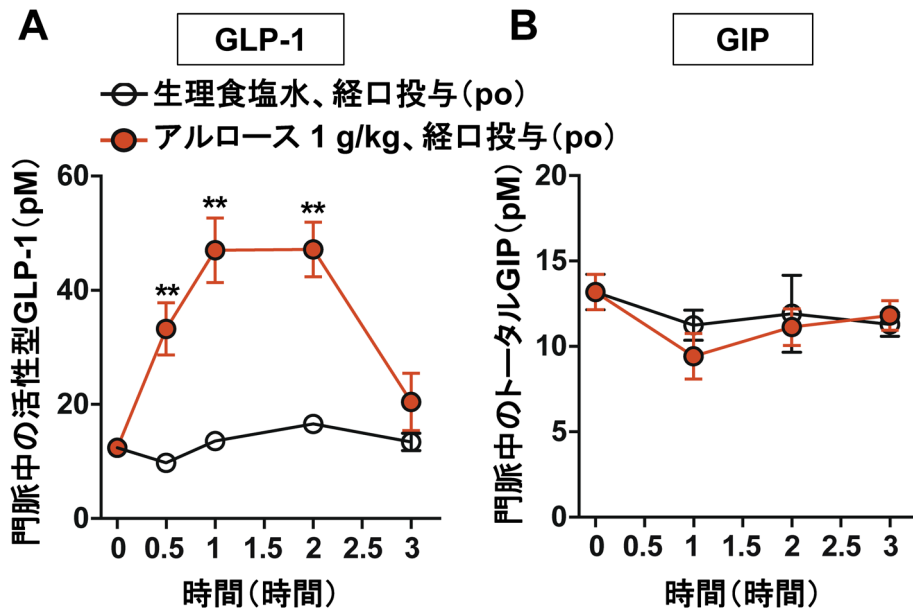 A
GLP-1
生理食塩水、経口投与(po)
アルロース 1 g/kg、経口投与(po)
門脈中の活性型GLP-1(pM)
60
40
20
0
**
**
**
0 0.5 1 1.5 2 2.5 3
時間(時間)
B
GIP
門脈中のトータルGIP(pM)
20
15
10
5
0
0 0.5 1 1.5 2 2.5 3
時間(時間)